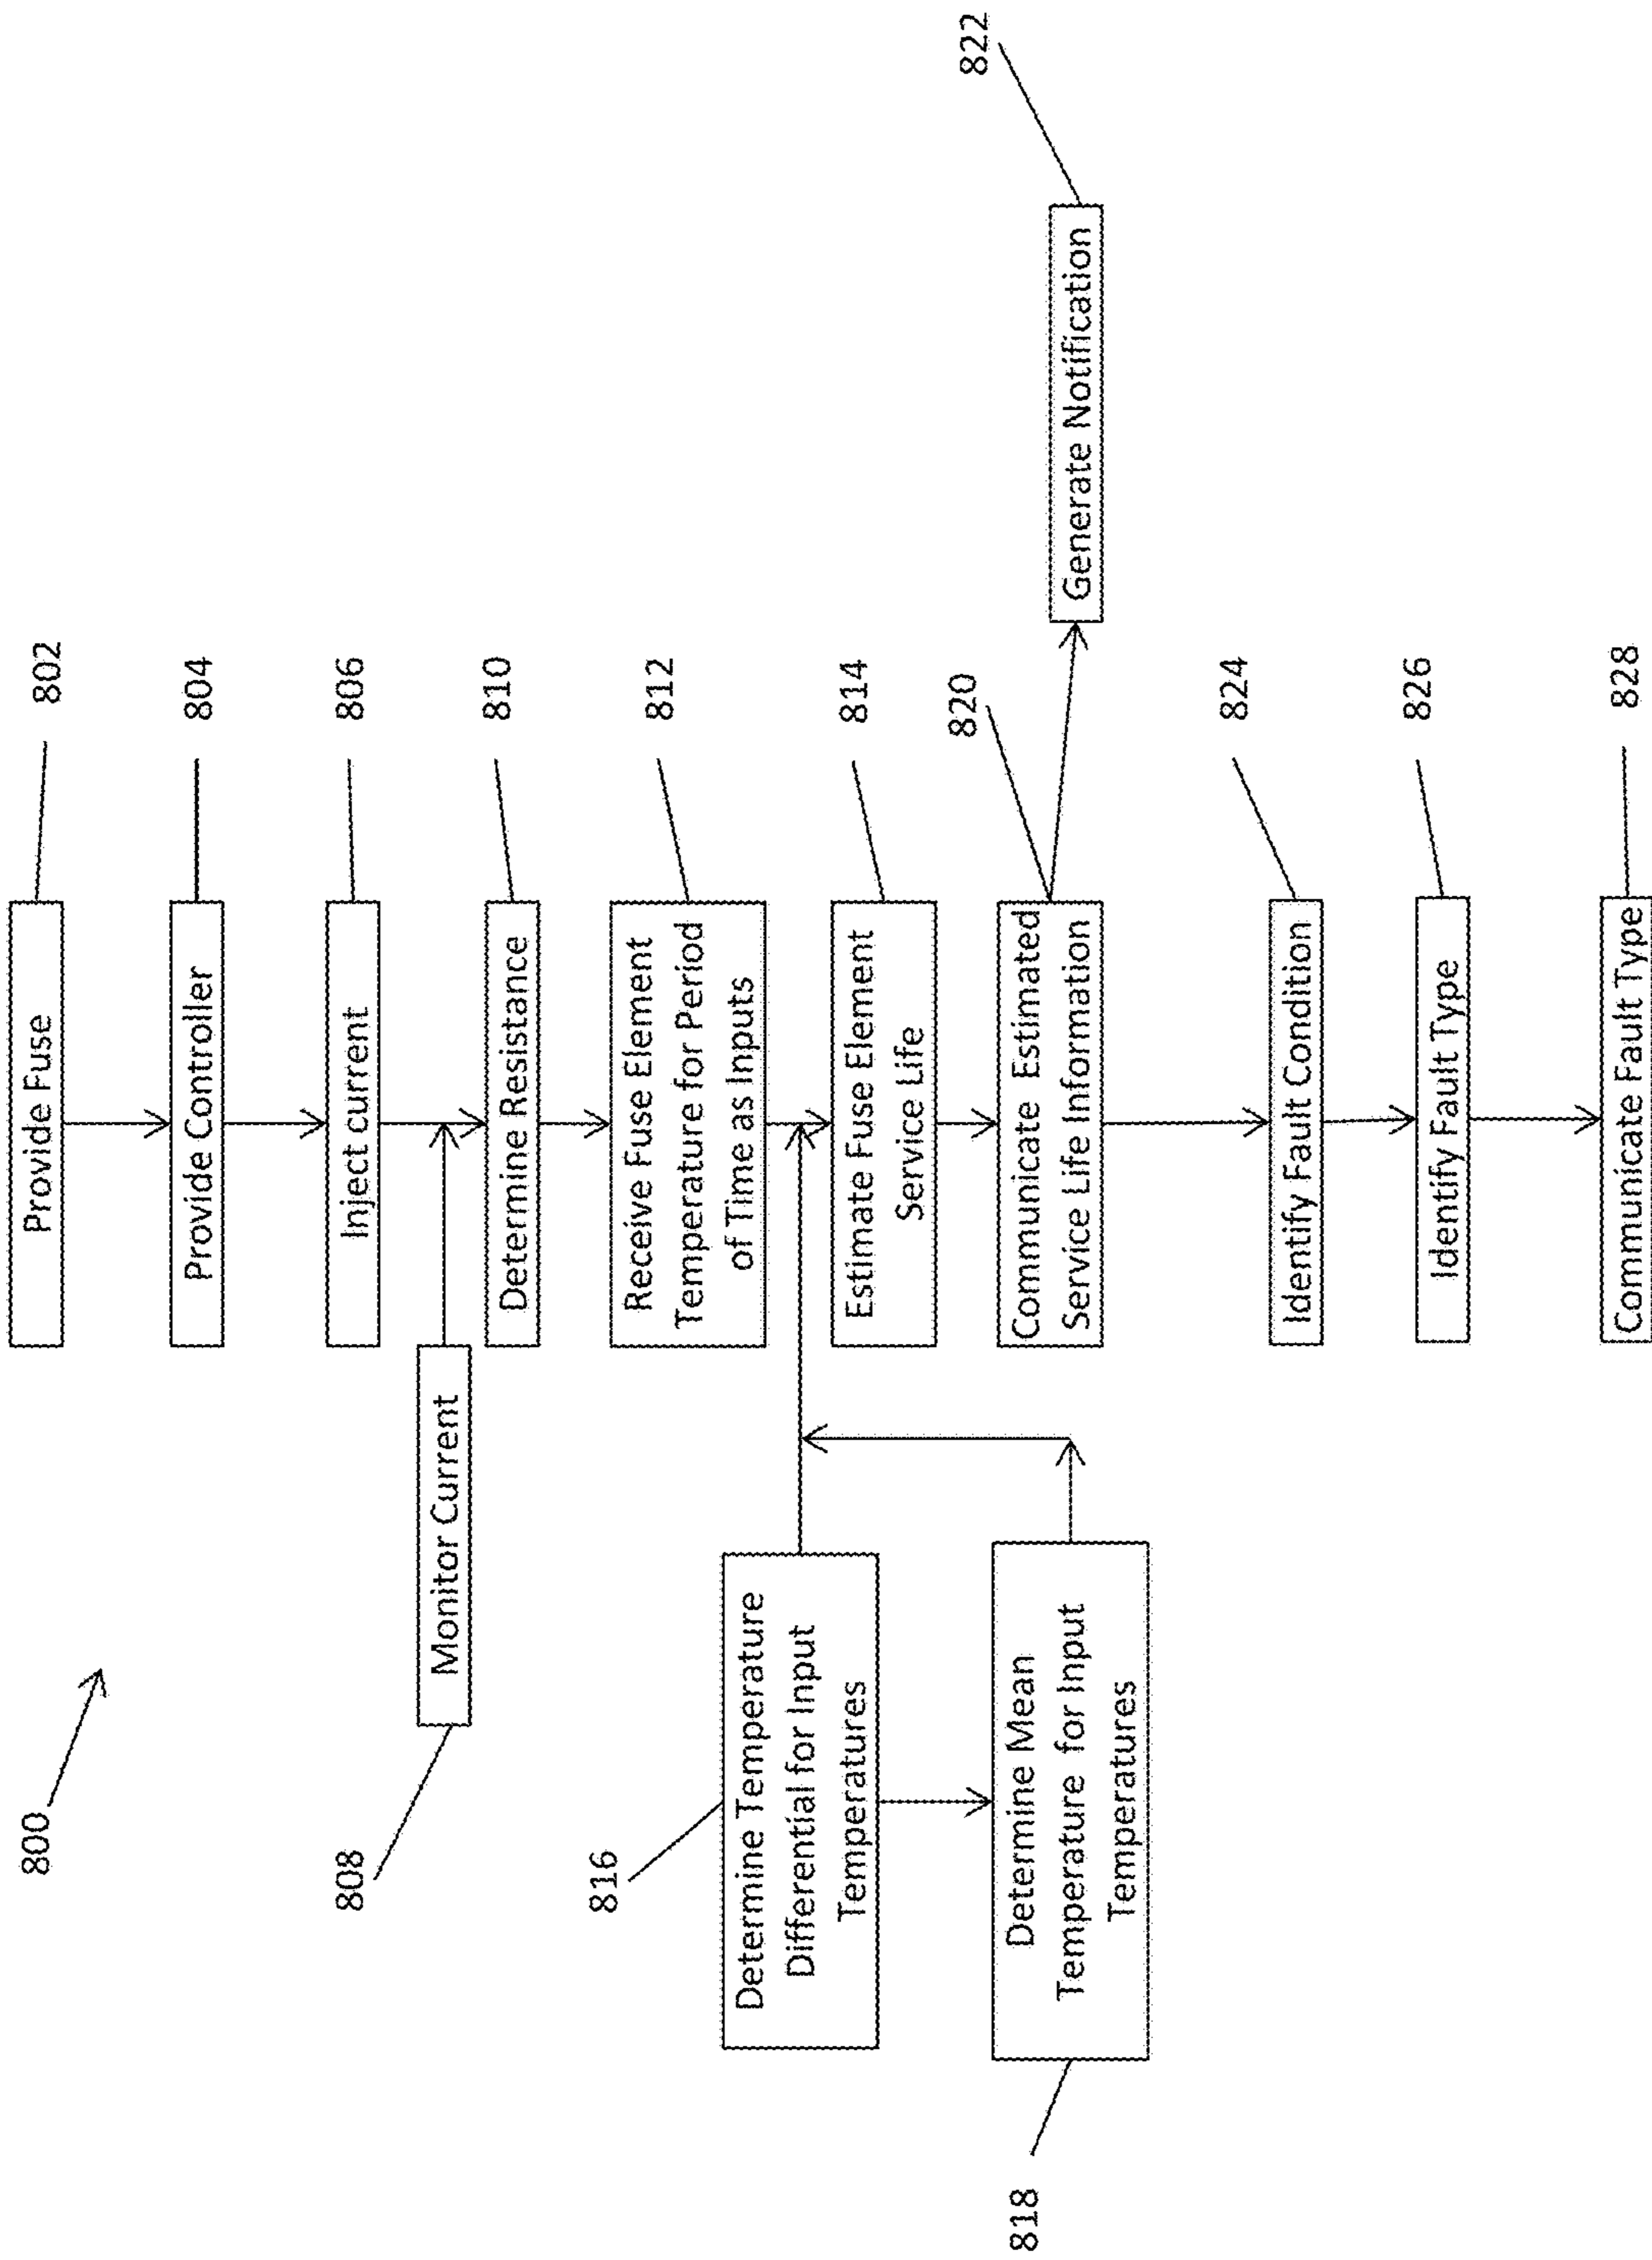 800
Provide Fuse
802
Provide Controller
804
Inject current
806
Monitor Current
808
Determine Resistance
810
Receive Fuse Element
Temperature for Period
of Time as Inputs
812
Determine Temperature
Differential for Input
Temperatures
816
Estimate Fuse Element
Service Life
814
Determine Mean
Temperature for Input
Temperatures
818
Communicate Estimated
Service Life Information
820
Generate Notification
822
Identify Fault Condition
824
Identify Fault Type
826
Communicate Fault Type
828